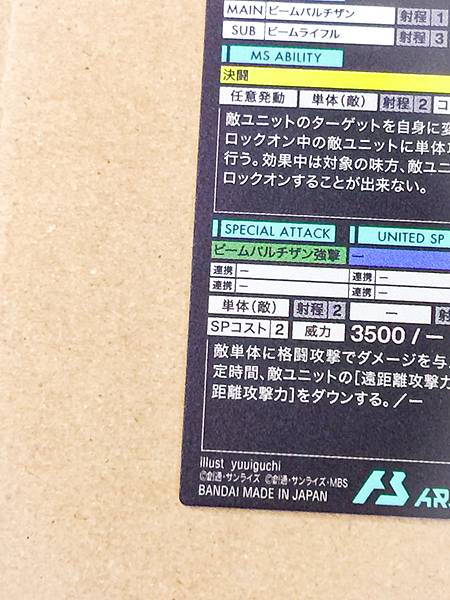 MAIN ビームパルチザン 射程 1
SUB ビームライフル 射程 3
MS ABILITY
決闘
任意発動 単体(敵) 射程 2 コ
敵ユニットのターゲットを自身に変
ロックオン中の敵ユニットに単体攻
行う。効果中は対象の味方、敵ユニ
ロックオンすることが出来ない。
SPECIAL ATTACK UNITED SP
ビームパルチザン強撃 ー
連携 ー 連携 ー
連携 ー 連携 ー
単体(敵) 射程 2 ー 射
SPコスト 2 威力 3500/ー
敵単体に格闘攻撃でダメージを与え
定時間、敵ユニットの[遠距離攻撃力
距離攻撃力]をダウンする。/ー
illust yuuiguchi
©創通・サンライズ ©創通・サンライズ・MBS
BANDAI MADE IN JAPAN
AR